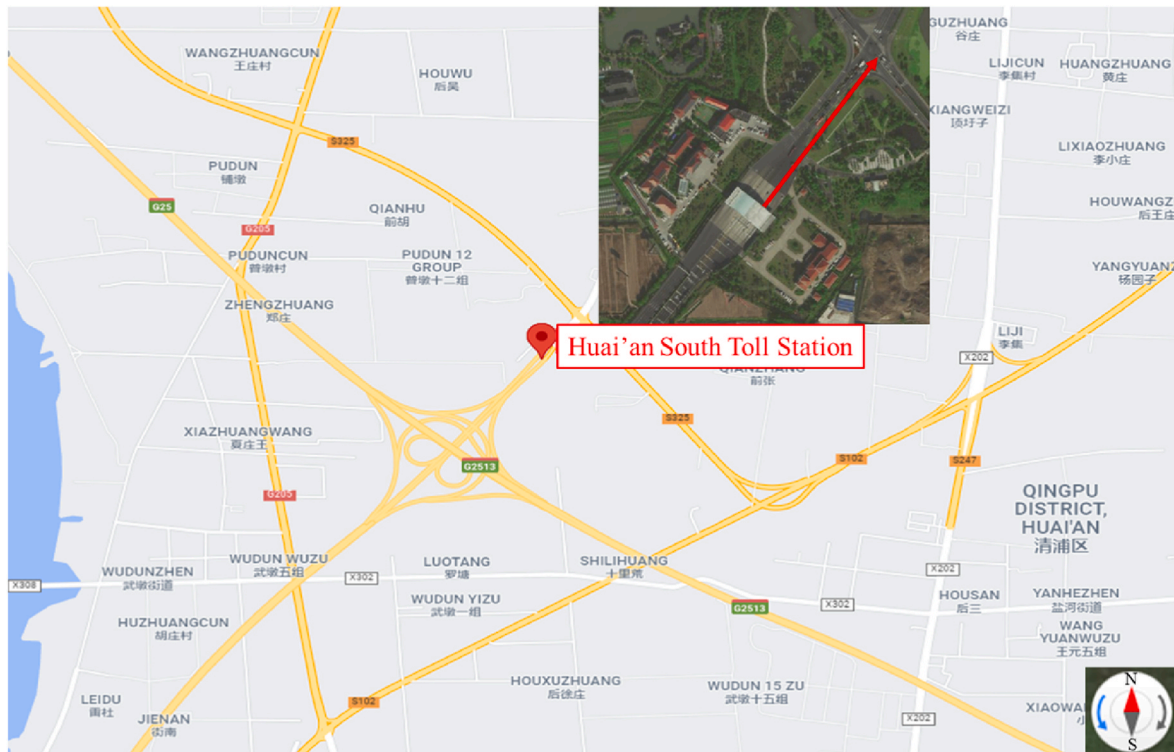 WANGZHUANGCUN
王庄村
HOUWU
后吴
GUZHUANG
谷庄
LIJICUN
李集村
HUANGZHUANG
黄庄
S325
XIANGWEIZI
顶圩子
LIXIAOZHUANG
李小庄
PUDUN
铺墩
G25
QIANHU
前胡
HOUWANGZ
后王庄
G205
PUDUNCUN
普墩村
PUDUN 12
GROUP
普墩十二组
YANGYUANZ
杨园子
ZHENGZHUANG
郑庄
LIJI
李集
X202
Huai'an South Toll Station
QIANZHANG
前张
S325
XIAZHUANGWANG
夏庄王
S102
S247
G2513
G205
QINGPU
DISTRICT,
HUAI'AN
清浦区
WUDUN WUZU
武墩五组
LUOTANG
罗塘
SHILIHUANG
十里荒
X202
X308
WUDUNZHEN
武墩街道
X302
WUDUN YIZU
武墩一组
G2513
X302
HOUSAN
后三
YANHEZHEN
盐河街道
HUZHUANGCUN
胡庄村
WANG
YUANWUZU
王元五组
LEIDU
JIENAN
街南
S102
HOUXUZHUANG
后徐庄
WUDUN 15 ZU
武墩十五组
X202
XIAOWA
小
N
S